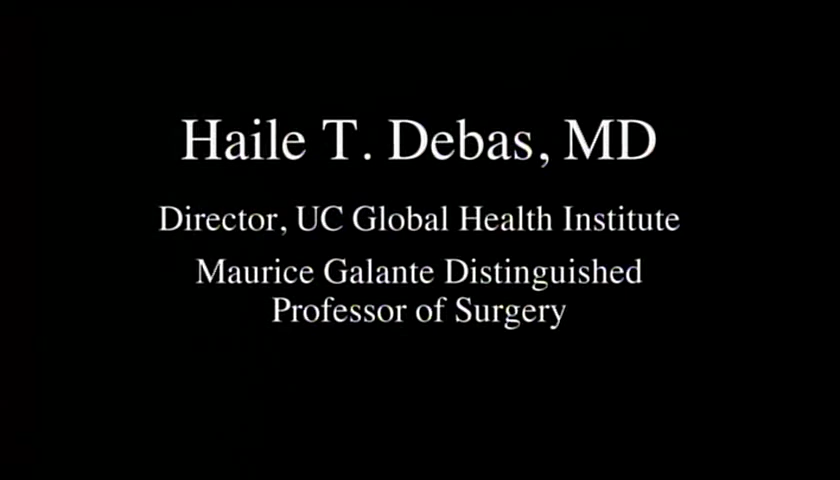 Haile T. Debas, MD
Director, UC Global Health Institute
Maurice Galante Distinguished
Professor of Surgery